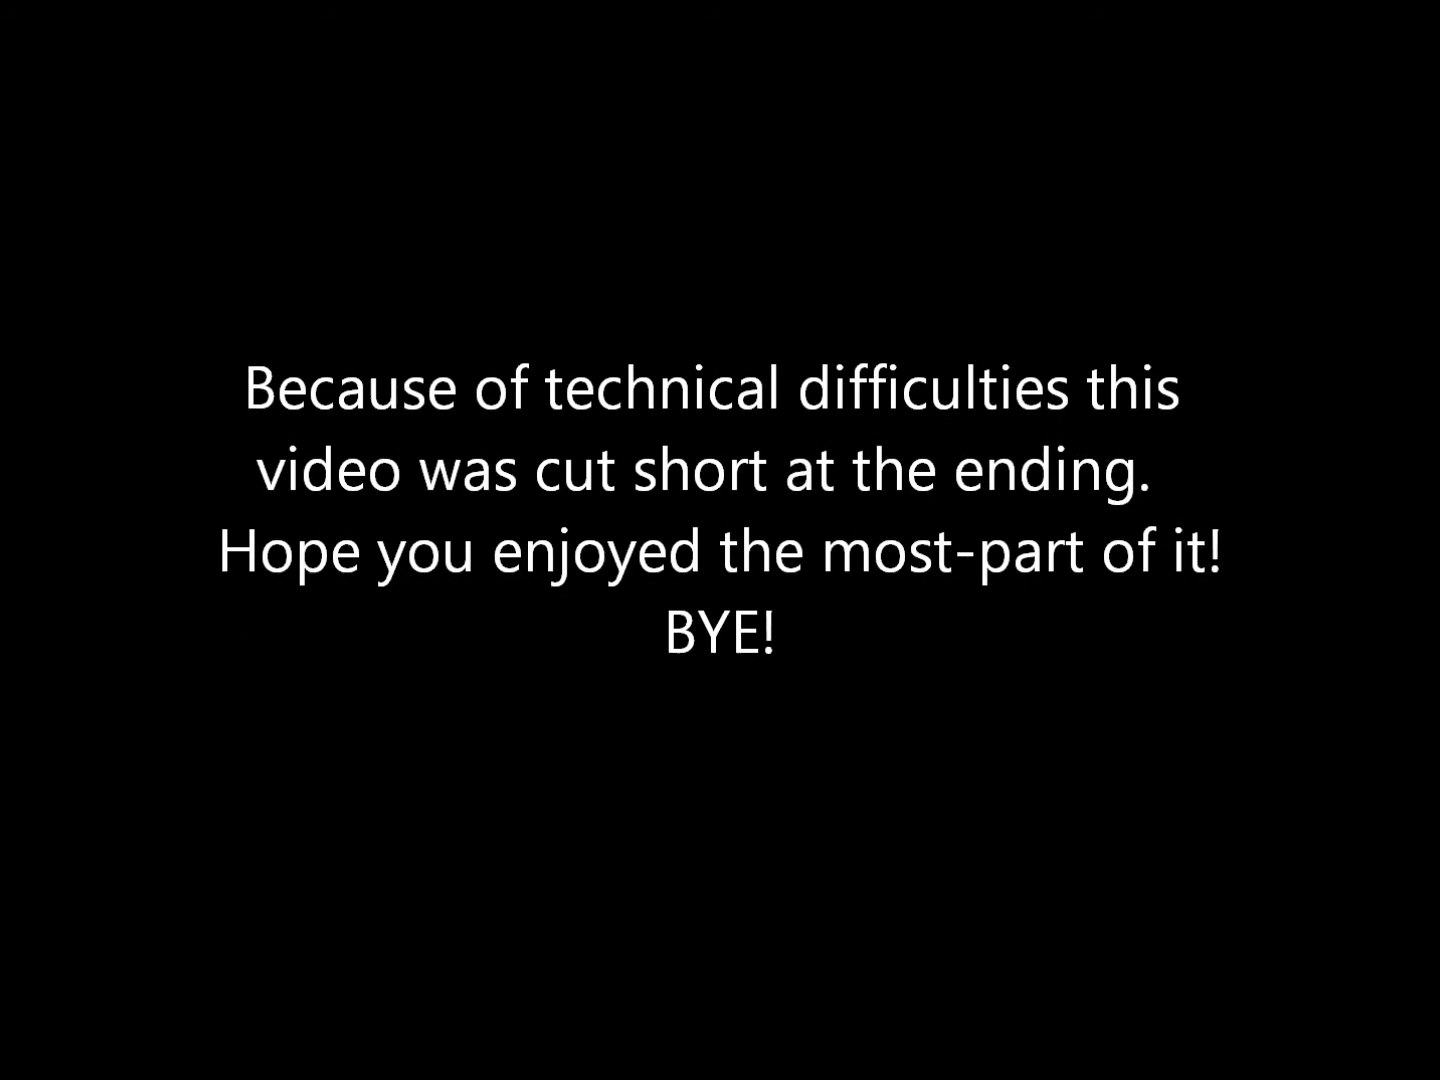 Because of technical difficulties this
video was cut short at the ending.
Hope you enjoyed the most-part of it!
BYE!